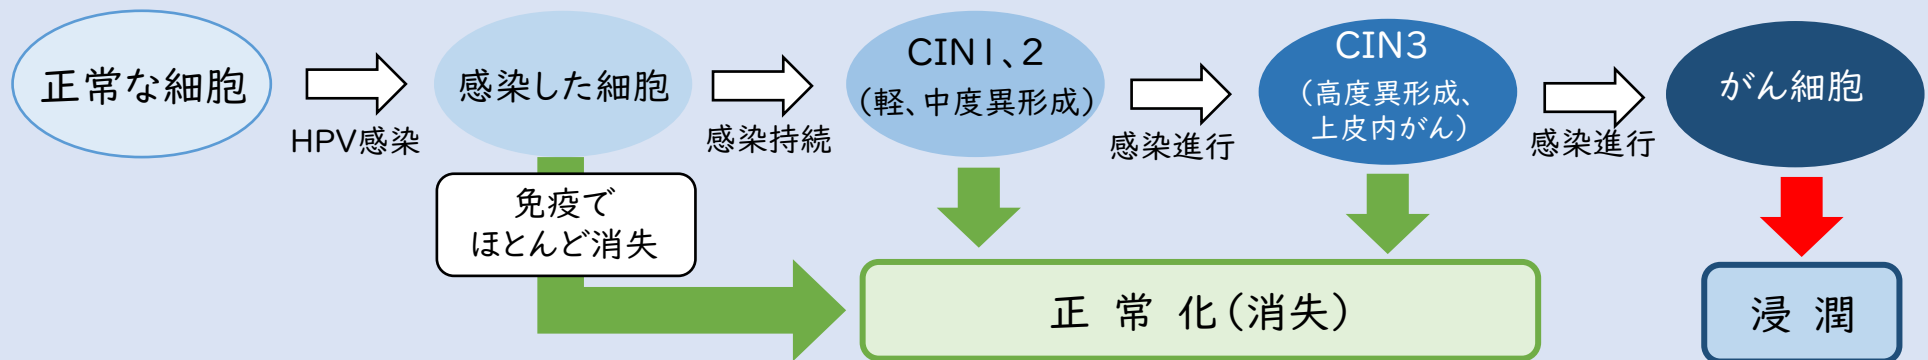 正常な細胞
HPV感染
感染した細胞
感染持続
CIN1、2
(軽、中度異形成)
感染進行
CIN3
(高度異形成、
上皮内がん)
感染進行
がん細胞
免疫で
ほとんど消失
正常化(消失)
浸潤